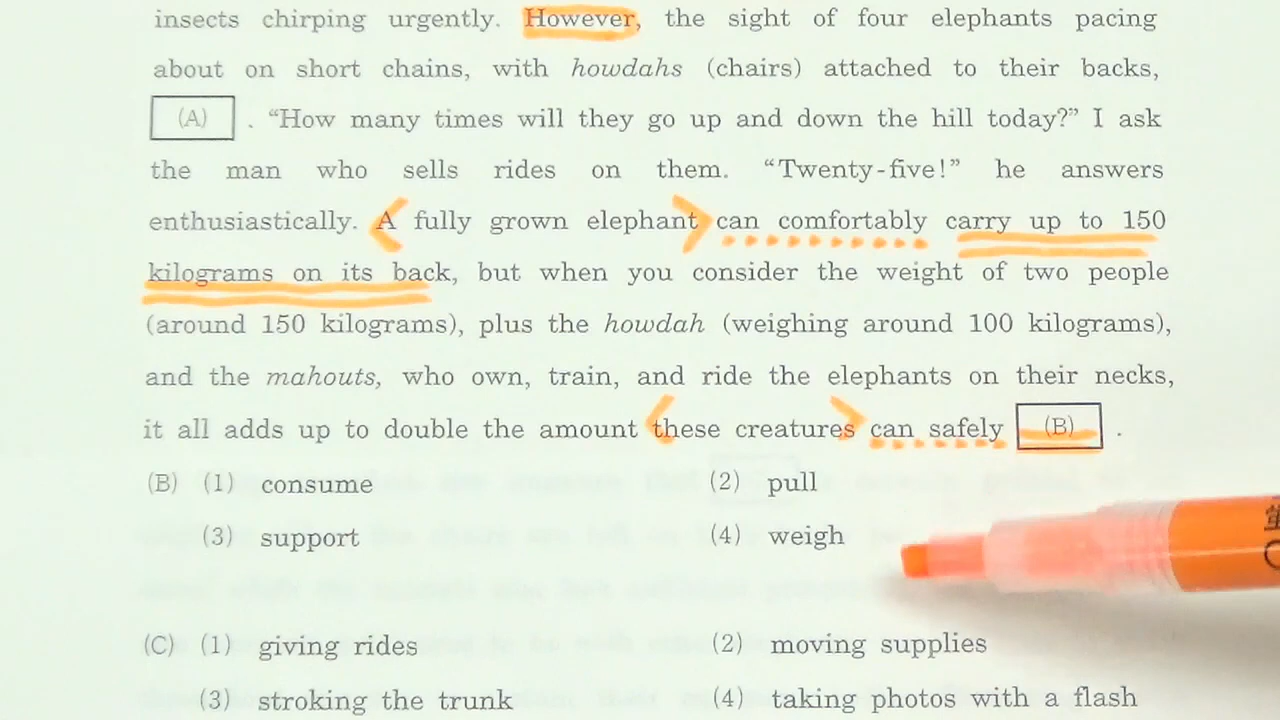 insects chirping urgently. However, the sight of four elephants pacing
about on short chains, with howdahs (chairs) attached to their backs,
(A) . “How many times will they go up and down the hill today?” I ask
the man who sells rides on them. “Twenty-five!” he answers
enthusiastically. A fully grown elephant can comfortably carry up to 150
kilograms on its back, but when you consider the weight of two people
(around 150 kilograms), plus the howdah (weighing around 100 kilograms),
and the mahouts, who own, train, and ride the elephants on their necks,
it all adds up to double the amount these creatures can safely (B) .
(B) (1) consume (2) pull
(3) support (4) weigh
(C) (1) giving rides (2) moving supplies
(3) stroking the trunk (4) taking photos with a flash